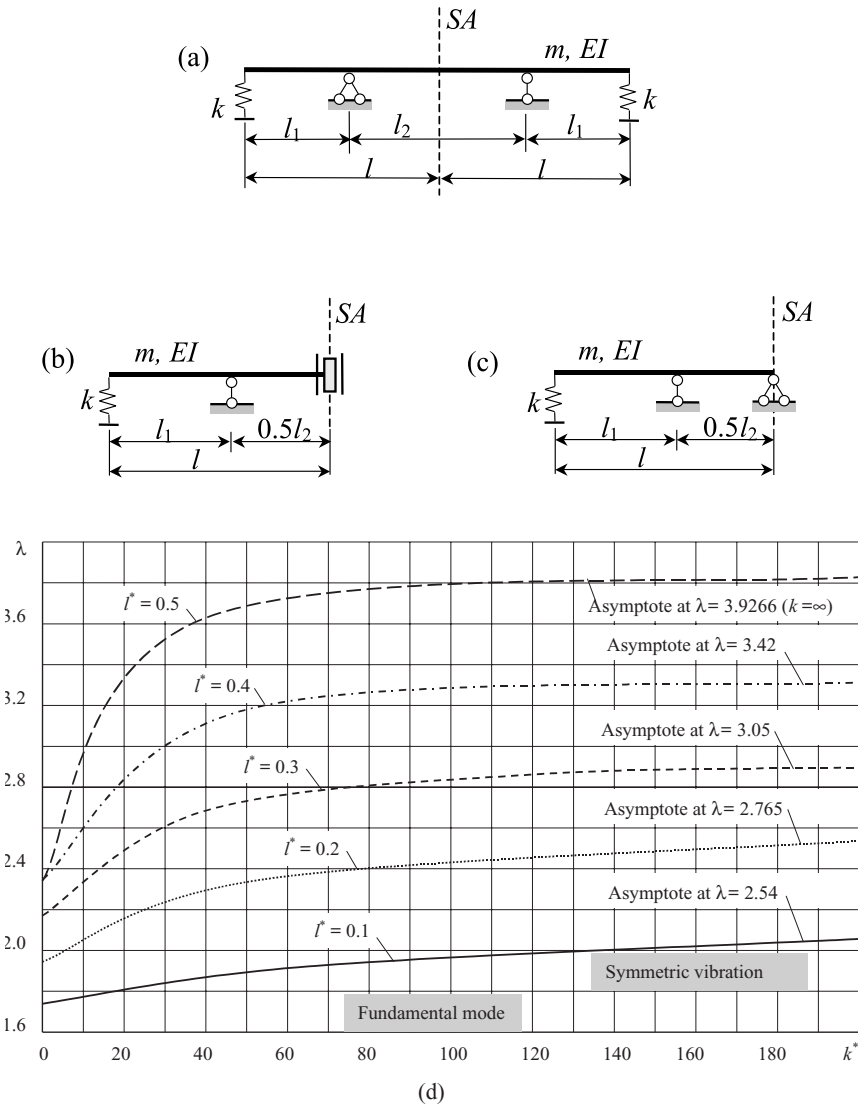 SA
(a)
m, EI
k
k
l₁
l₂
l₁
l
l
SA
(b)
m, EI
k
l₁
0.5l₂
l
SA
(c)
m, EI
k
l₁
0.5l₂
l
λ
l* = 0.5
Asymptote at λ= 3.9266 (k =∞)
3.6
Asymptote at λ= 3.42
l* = 0.4
3.2
Asymptote at λ= 3.05
l* = 0.3
2.8
Asymptote at λ= 2.765
l* = 0.2
2.4
Asymptote at λ= 2.54
l* = 0.1
2.0
Symmetric vibration
Fundamental mode
1.6
0 20 40 60 80 100 120 140 160 180 k*
(d)